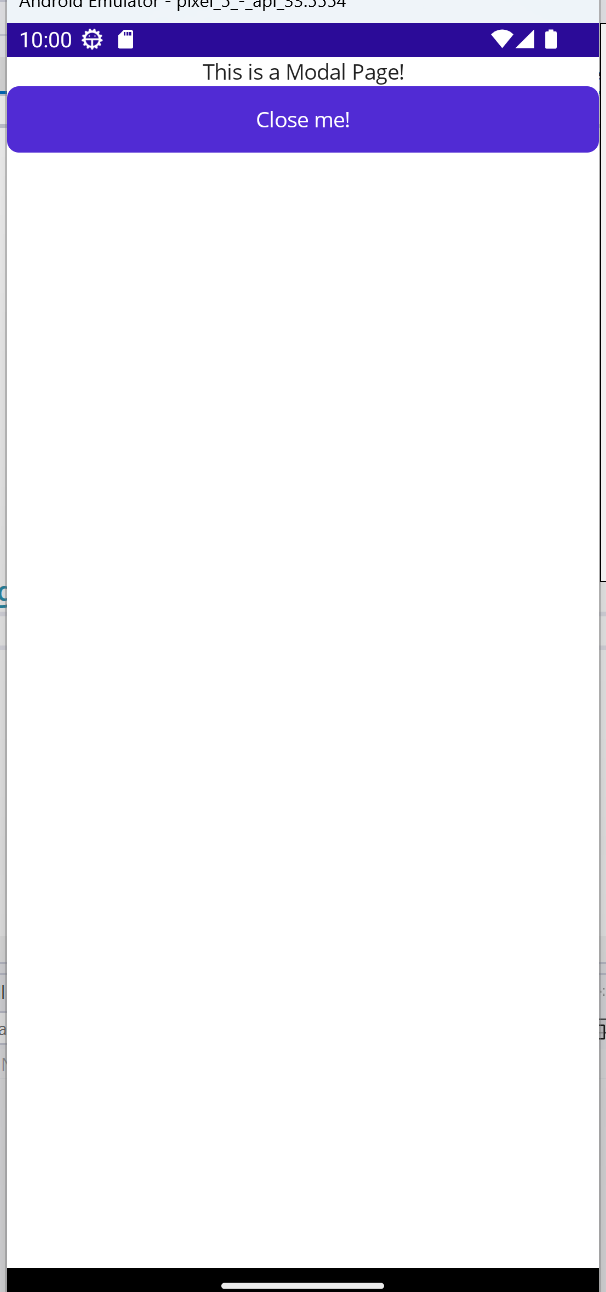 Android Emulator - pixel_5_-_api_33:5554
10:00
This is a Modal Page!
Close me!